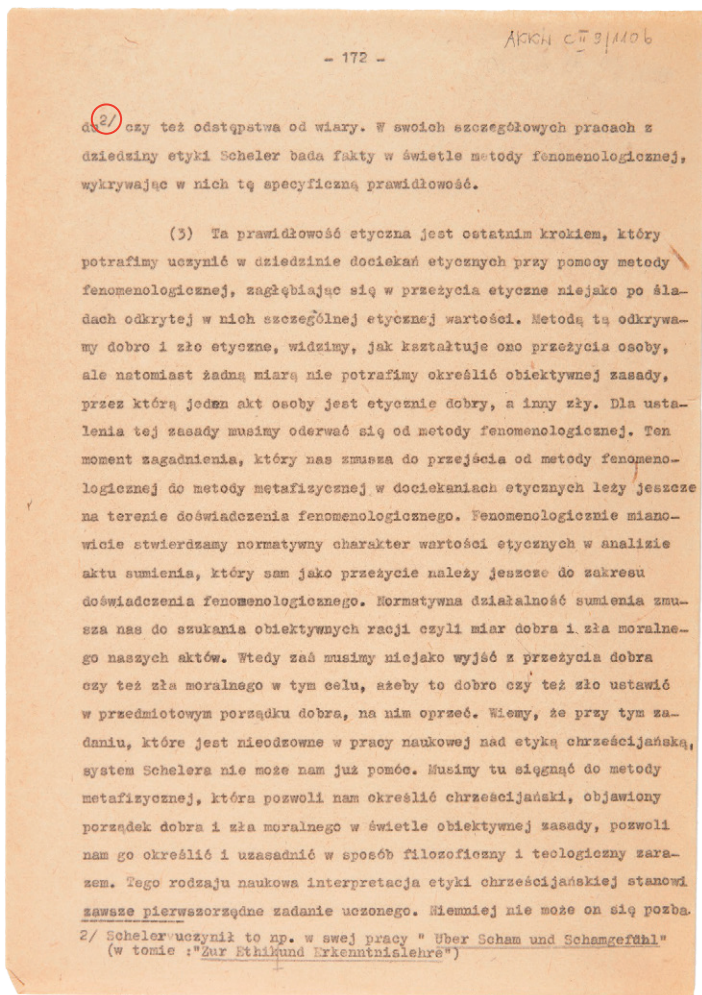 AKKW C II 3/110b
- 172 -
du2/ czy też odstępstwa od wiary. W swoich szczegółowych pracach z
dziedziny etyki Scheler bada fakty w świetle metody fenomenologicznej,
wykrywając w nich tę specyficzną prawidłowość.
(3) Ta prawidłowość etyczna jest ostatnim krokiem, który
potrafimy uczynić w dziedzinie dociekań etycznych przy pomocy metody
fenomenologicznej, zagłębiając się w przeżycia etyczne niejako po śla-
dach odkrytej w nich szczególnej etycznej wartości. Metodą tą odkrywa-
my dobro i zło etyczne, widzimy, jak kształtuje ono przeżycia osoby,
ale natomiast żadną miarą nie potrafimy określić obiektywnej zasady,
przez którą jeden akt osoby jest etycznie dobry, a inny zły. Dla usta-
lenia tej zasady musimy oderwać się od metody fenomenologicznej. Ten
moment zagadnienia, który nas zmusza do przejścia od metody fenomeno-
logicznej do metody metafizycznej w dociekaniach etycznych leży jeszcze
na terenie doświadczenia fenomenologicznego. Fenomenologicznie miano-
wicie stwierdzamy normatywny charakter wartości etycznych w analizie
aktu sumienia, który sam jako przeżycie należy jeszcze do zakresu
doświadczenia fenomenologicznego. Normatywna działalność sumienia zmu-
sza nas do szukania obiektywnych racji czyli miar dobra i zła moralne-
go naszych aktów. Wtedy zaś musimy niejako wyjść z przeżycia dobra
czy też zła moralnego w tym celu, ażeby to dobro czy też zło ustawić
w przedmiotowym porządku dobra, na nim oprzeć. Wiemy, że przy tym za-
daniu, które jest nieodzowne w pracy naukowej nad etyką chrześcijańską,
system Schelera nie może nam już pomóc. Musimy tu sięgnąć do metody
metafizycznej, która pozwoli nam określić chrześcijański, objawiony
porządek dobra i zła moralnego w świetle obiektywnej zasady, pozwoli
nam go określić i uzasadnić w sposób filozoficzny i teologiczny zara-
zem. Tego rodzaju naukowa interpretacja etyki chrześcijańskiej stanowi
zawsze pierwszorzędne zadanie uczonego. Niemniej nie może on się pozba
2/ Scheler uczynił to np. w swej pracy " Uber Scham und Schamgefühl"
(w tomie :"Zur Ethik und Erkenntnislehre")